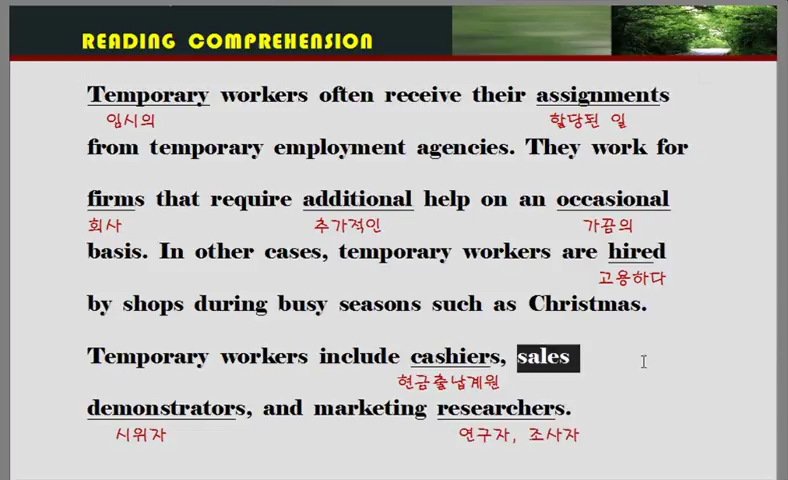 READING COMPREHENSION
Temporary workers often receive their assignments
임시의 할당된 일
from temporary employment agencies. They work for
firms that require additional help on an occasional
회사 추가적인 가끔의
basis. In other cases, temporary workers are hired
고용하다
by shops during busy seasons such as Christmas.
Temporary workers include cashiers, sales
현금출납계원
demonstrators, and marketing researchers.
시위자 연구자, 조사자